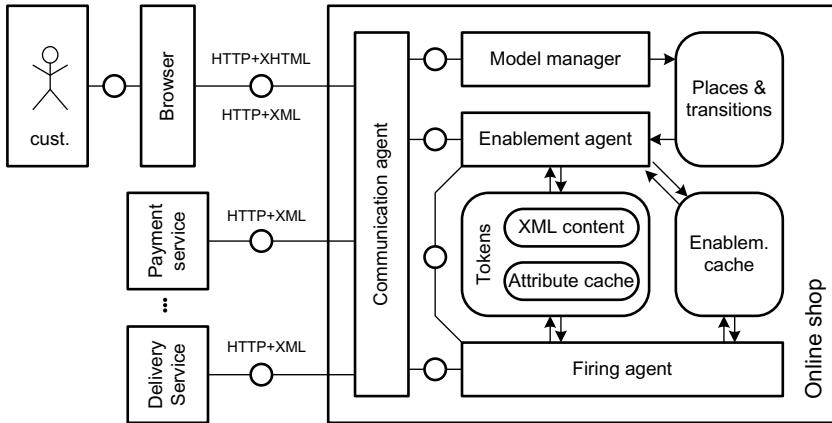 cust.
Browser
HTTP+XHTML
HTTP+XML
Payment
service
HTTP+XML
...
Delivery
Service
HTTP+XML
Communication agent
Model manager
Places &
transitions
Enablement agent
Tokens
XML content
Attribute cache
Enablem.
cache
Firing agent
Online shop